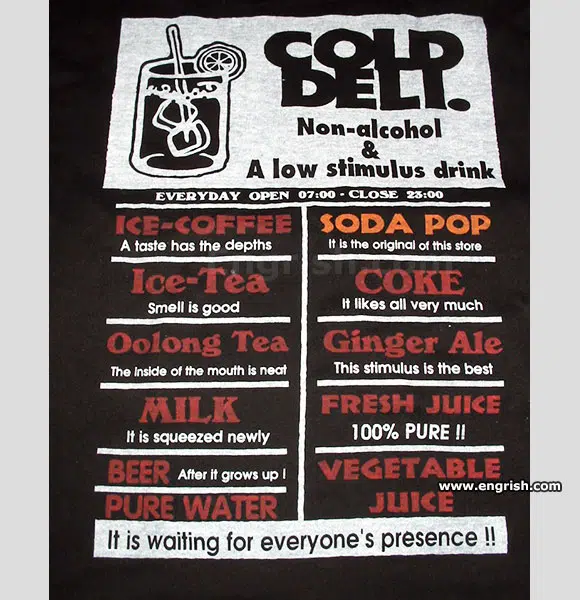 COLD
DELI.
Non-alcohol
&
A low stimulus drink
EVERYDAY OPEN 07:00 - CLOSE 23:00
ICE-COFFEE
A taste has the depths
Ice-Tea
Smell is good
Oolong Tea
The inside of the mouth is neat
MILK
It is squeezed newly
BEER After it grows up !
PURE WATER
SODA POP
It is the original of this store
COKE
It likes all very much
Ginger Ale
This stimulus is the best
FRESH JUICE
100% PURE !!
VEGETABLE
JUICE
It is waiting for everyone's presence !!
www.engrish.com